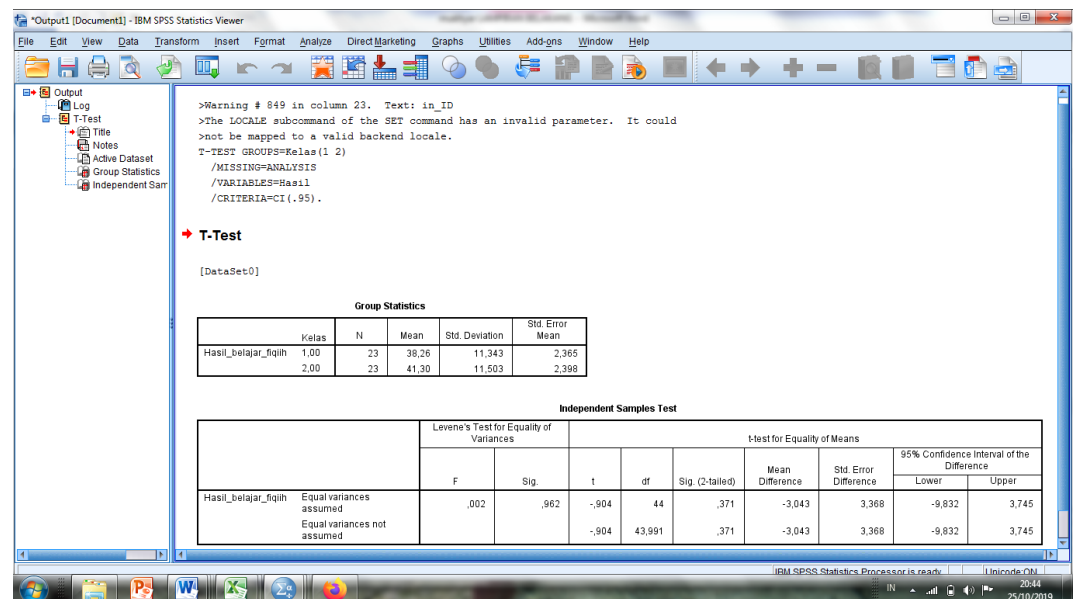 *Output1 [Document1] - IBM SPSS Statistics Viewer
File Edit View Data Transform Insert Format Analyze Direct Marketing Graphs Utilities Add-ons Window Help
Output
Log
T-Test
Title
Notes
Active Dataset
Group Statistics
Independent Sam
>Warning # 849 in column 23. Text: in_ID
>The LOCALE subcommand of the SET command has an invalid parameter. It could
>not be mapped to a valid backend locale.
T-TEST GROUPS=Kelas(1 2)
/MISSING=ANALYSIS
/VARIABLES=Hasil
/CRITERIA=CI(.95).
T-Test
[DataSet0]
Group Statistics
Kelas N Mean Std. Deviation Std. Error Mean
Hasil_belajar_fiqiih 1,00 23 38,26 11,343 2,365
2,00 23 41,30 11,503 2,398
Independent Samples Test
Levene's Test for Equality of Variances t-test for Equality of Means
F Sig. t df Sig. (2-tailed) Mean Difference Std. Error Difference 95% Confidence Interval of the Difference
Lower Upper
Hasil_belajar_fiqiih Equal variances assumed ,002 ,962 -,904 44 ,371 -3,043 3,368 -9,832 3,745
Equal variances not assumed -,904 43,991 ,371 -3,043 3,368 -9,832 3,745
IBM SPSS Statistics Processor is ready Unicode:ON
IN 20:44
25/10/2019